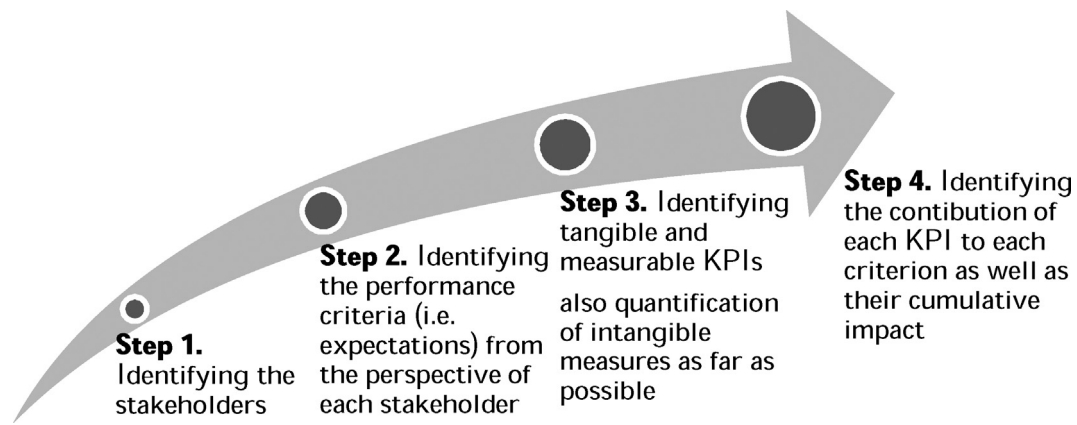 Step 1.
Identifying the
stakeholders
Step 2. Identifying
the performance
criteria (i.e.
expectations) from
the perspective of
each stakeholder
Step 3. Identifying
tangible and
measurable KPIs
also quantification
of intangible
measures as far as
possible
Step 4. Identifying
the contibution of
each KPI to each
criterion as well as
their cumulative
impact